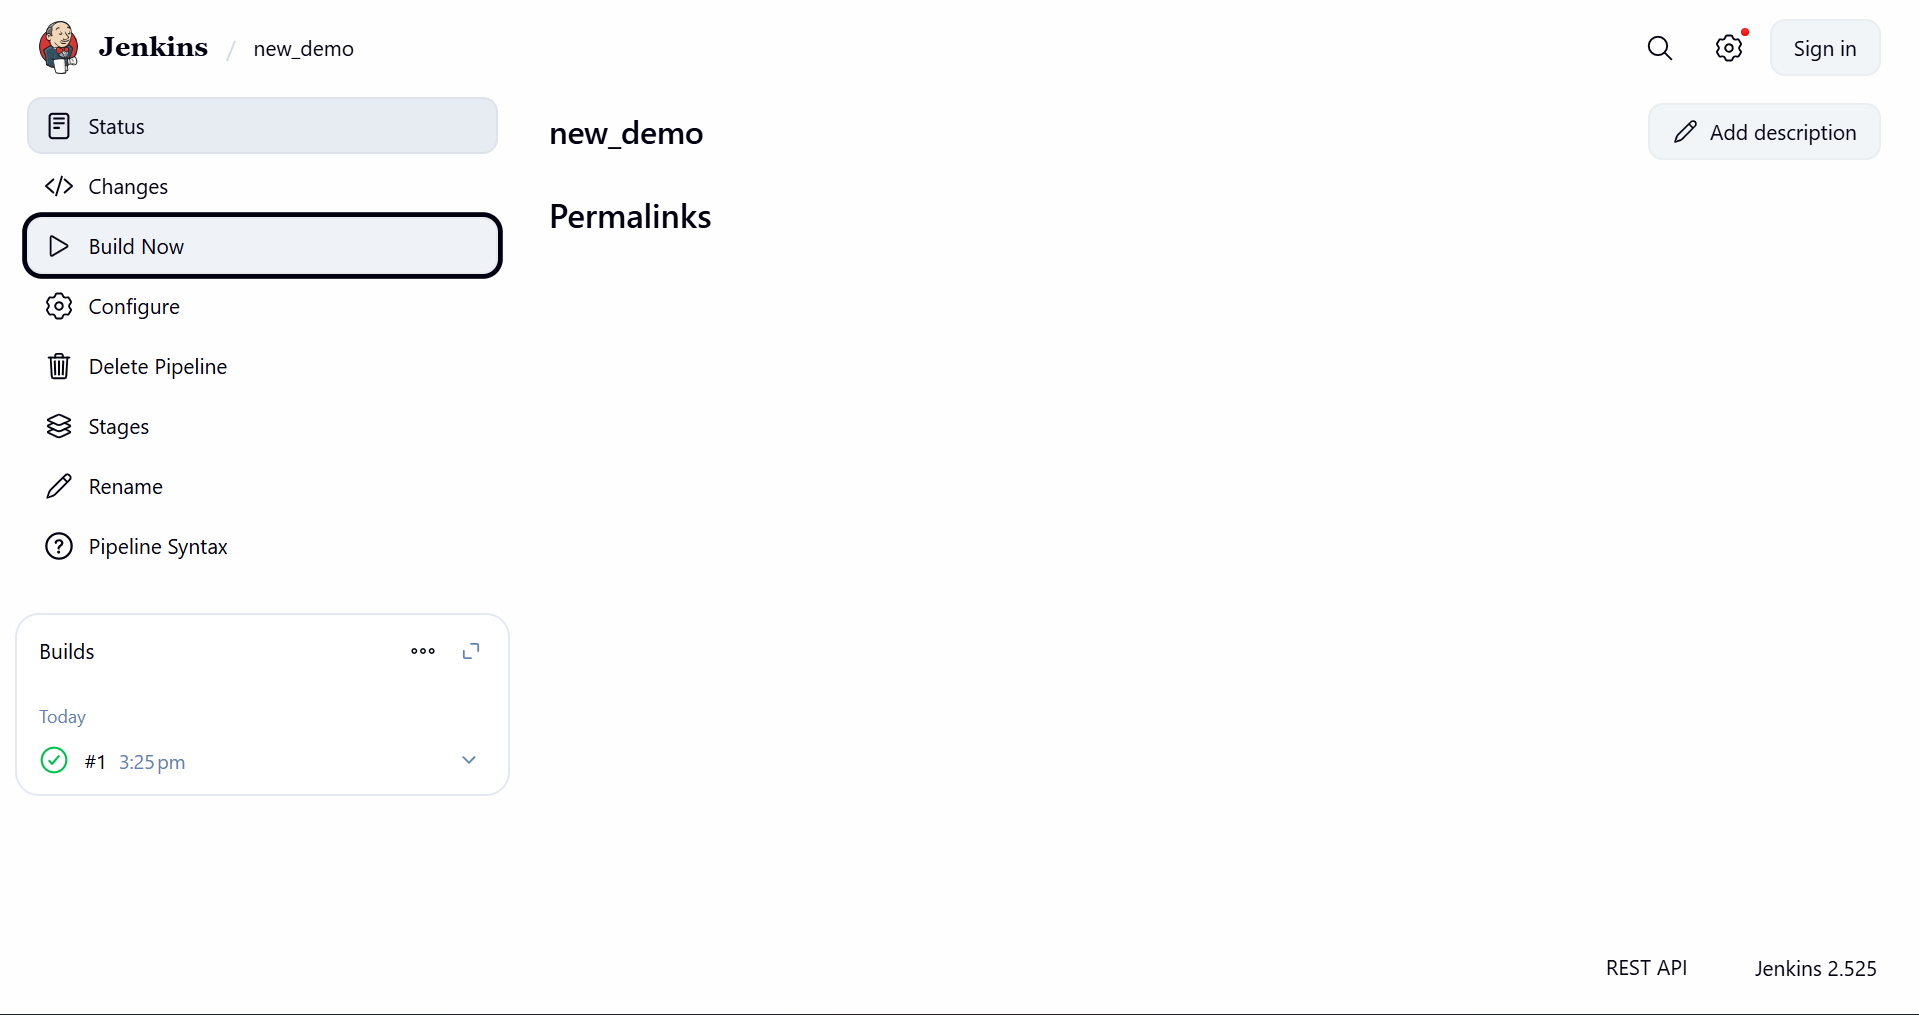 Jenkins / new_demo
Sign in
Status
Changes
Build Now
Configure
Delete Pipeline
Stages
Rename
Pipeline Syntax
Builds
Today
#1 3:25 pm
new_demo
Add description
Permalinks
REST API
Jenkins 2.525